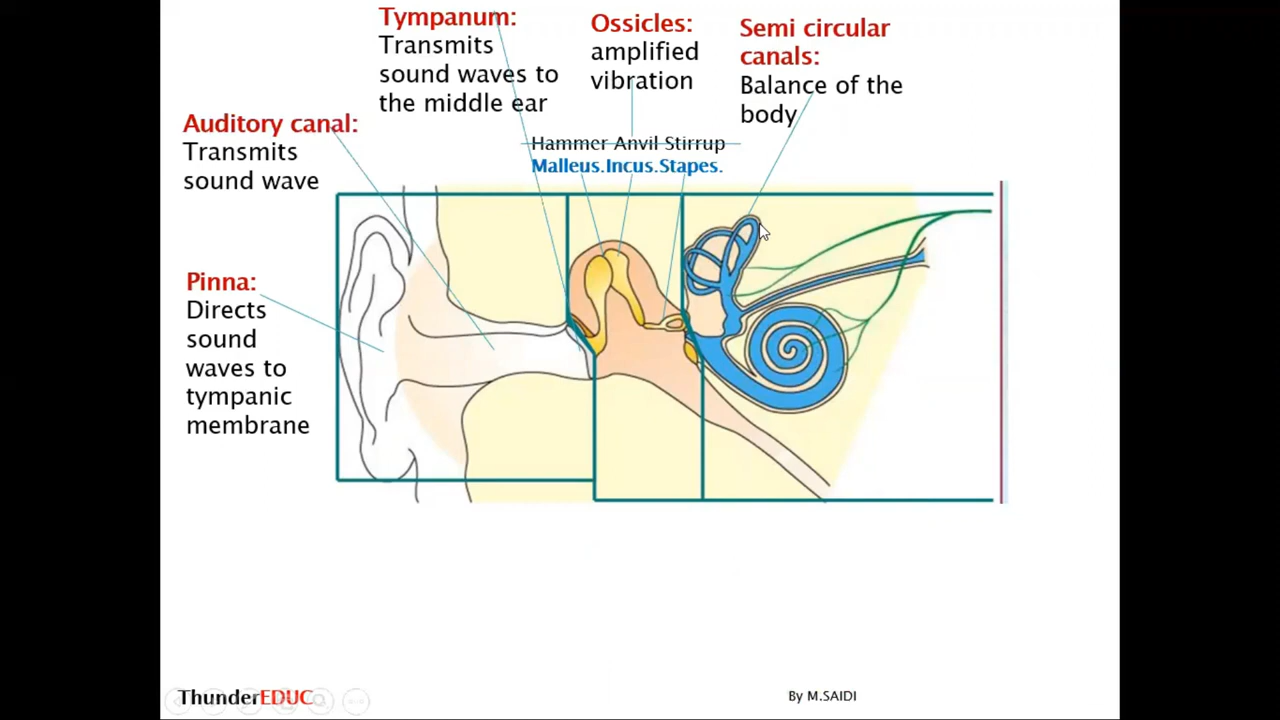 Tympanum:
Transmits
sound waves to
the middle ear
Ossicles:
amplified
vibration
Semi circular
canals:
Balance of the
body
Auditory canal:
Transmits
sound wave
Hammer Anvil Stirrup
Malleus.Incus.Stapes.
Pinna:
Directs
sound
waves to
tympanic
membrane
ThunderEDUC
By M.SAIDI